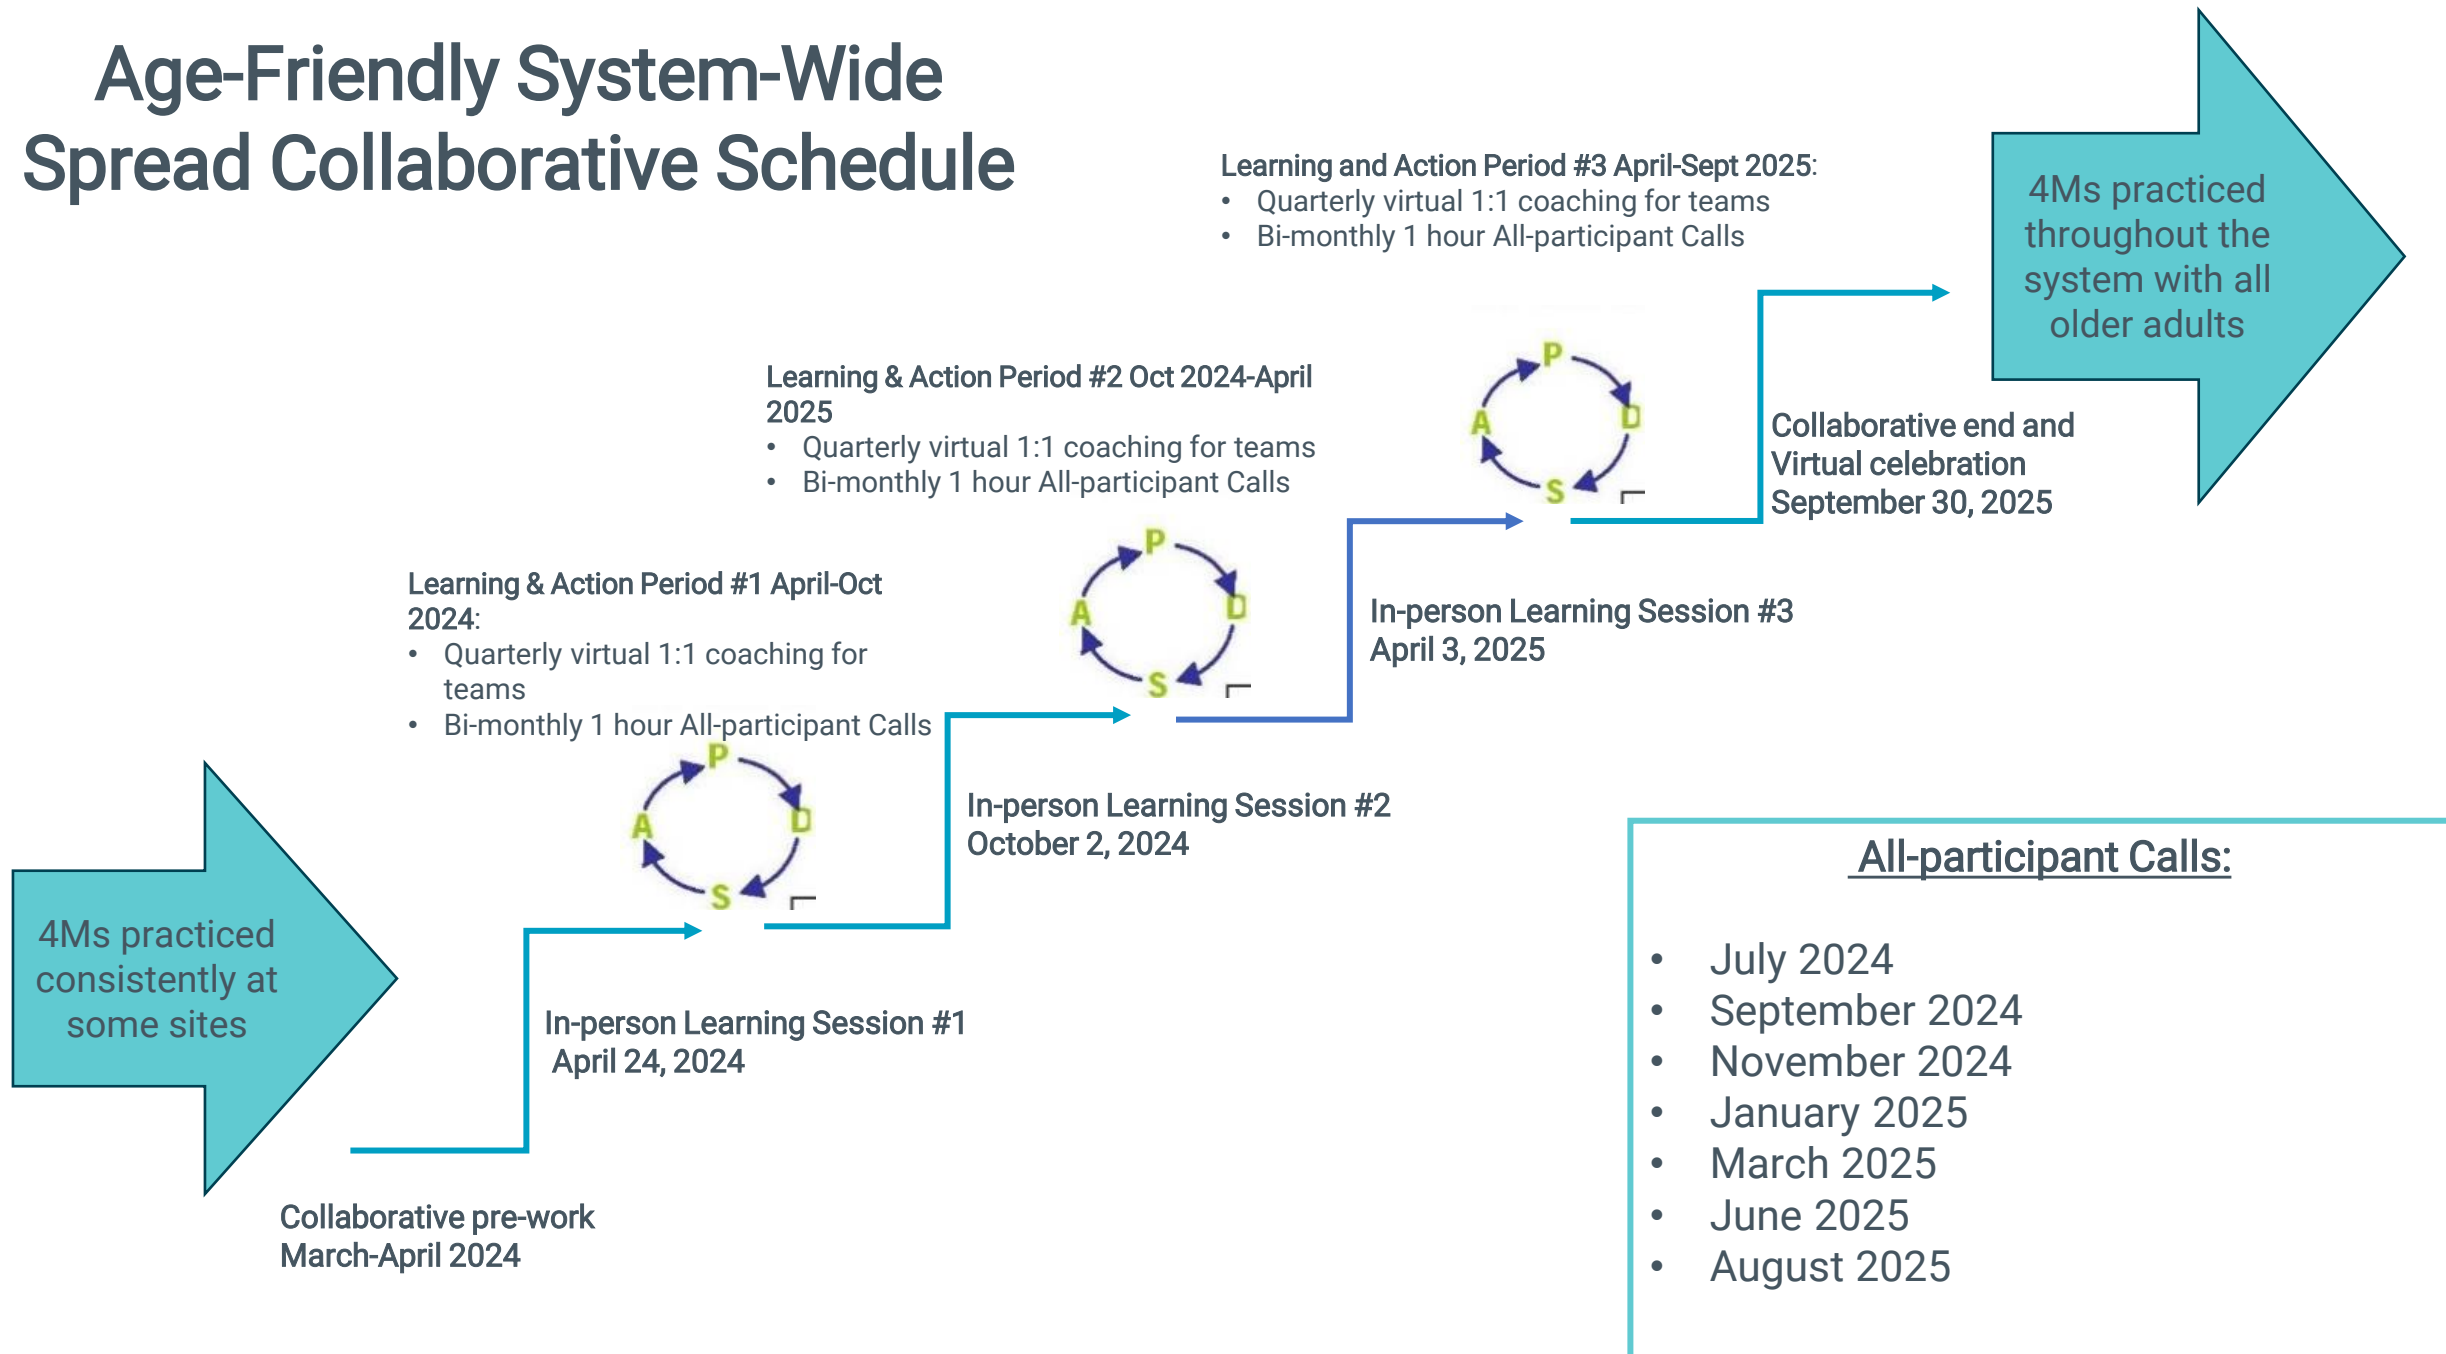 Age-Friendly System-Wide
Spread Collaborative Schedule
Learning and Action Period #3 April-Sept 2025:
• Quarterly virtual 1:1 coaching for teams
• Bi-monthly 1 hour All-participant Calls
4Ms practiced
throughout the
system with all
older adults
P
D
S
A
Collaborative end and
Virtual celebration
September 30, 2025
Learning & Action Period #2 Oct 2024-April
2025
• Quarterly virtual 1:1 coaching for teams
• Bi-monthly 1 hour All-participant Calls
P
D
S
A
In-person Learning Session #3
April 3, 2025
Learning & Action Period #1 April-Oct
2024:
• Quarterly virtual 1:1 coaching for
teams
• Bi-monthly 1 hour All-participant Calls
P
D
S
A
In-person Learning Session #2
October 2, 2024
4Ms practiced
consistently at
some sites
In-person Learning Session #1
April 24, 2024
Collaborative pre-work
March-April 2024
All-participant Calls:
• July 2024
• September 2024
• November 2024
• January 2025
• March 2025
• June 2025
• August 2025